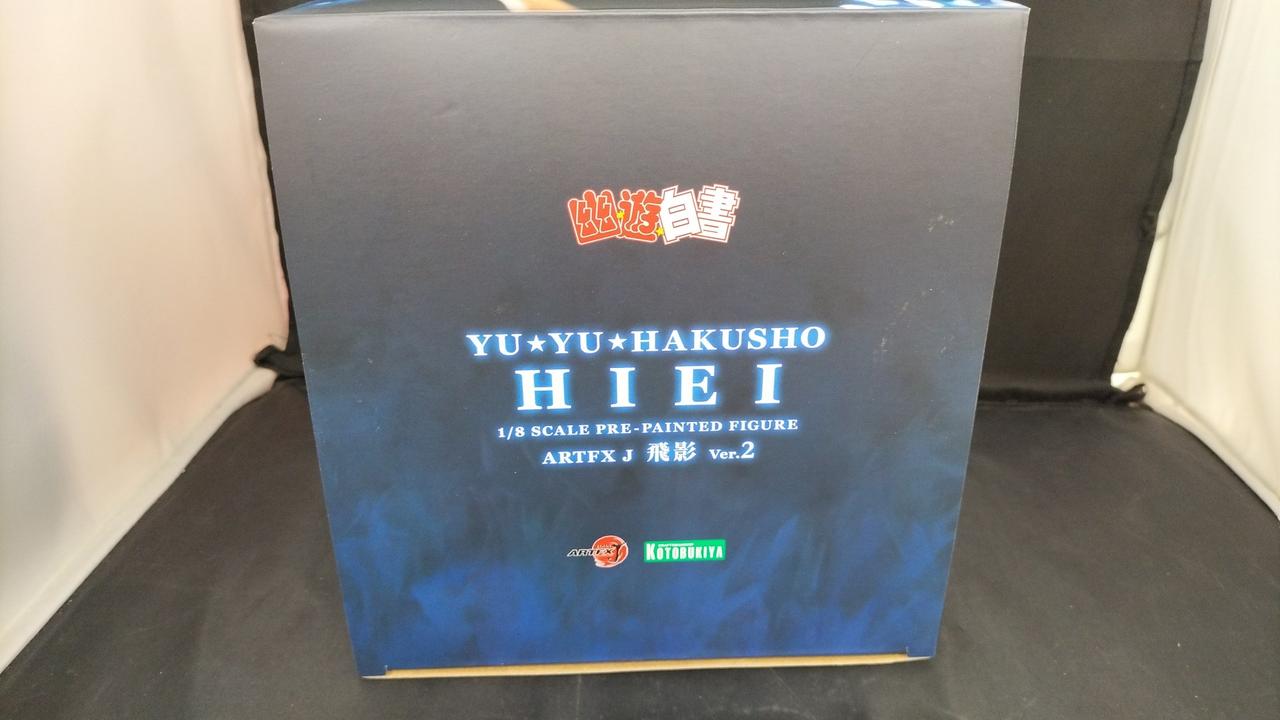 幽★遊★白書
YU★YU★HAKUSHO
HIEI
1/8 SCALE PRE-PAINTED FIGURE
ARTFX J 飛影 Ver.2
ARTFX J
KOTOBUKIYA